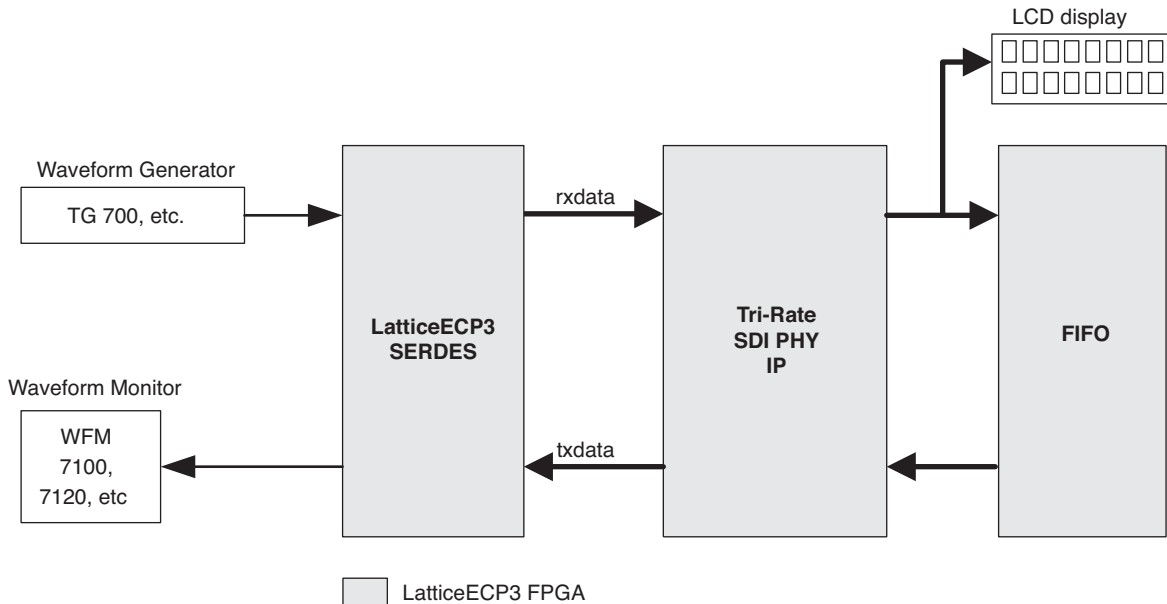 LCD display
Waveform Generator
TG 700, etc.
rxdata
LatticeECP3
SERDES
Tri-Rate
SDI PHY
IP
FIFO
Waveform Monitor
WFM
7100,
7120, etc
txdata
LatticeECP3 FPGA